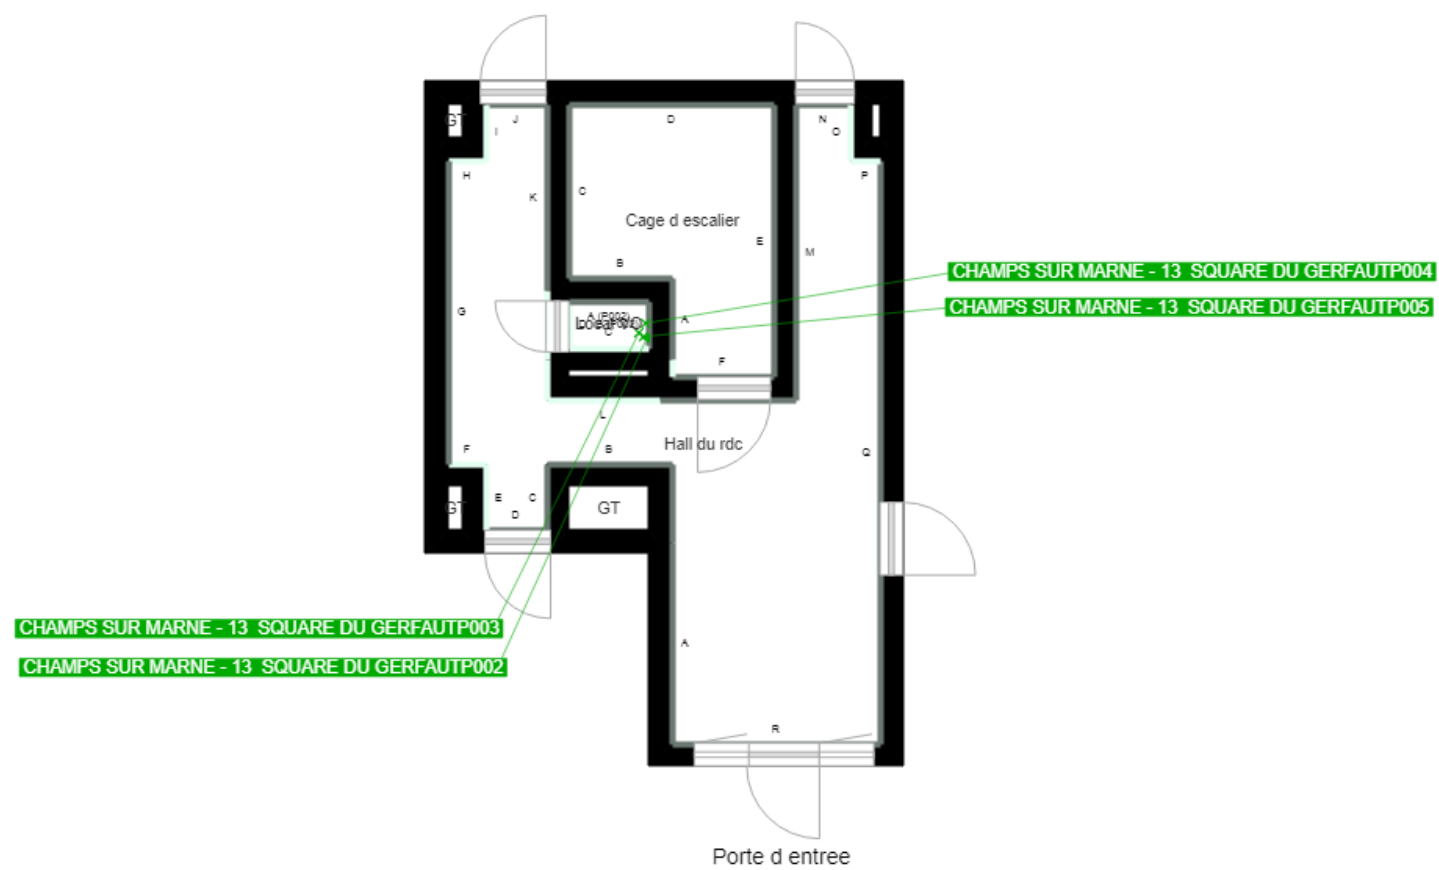 GT
J
I
D
N
O
H
K
C
P
Cage d escalier
E
M
B
CHAMPS SUR MARNE - 13 SQUARE DU GERFAUTP004
CHAMPS SUR MARNE - 13 SQUARE DU GERFAUTP005
G
A (P002)
C
A
F
L
Hall du rdc
F
B
Q
E
C
GT
GT
D
CHAMPS SUR MARNE - 13 SQUARE DU GERFAUTP003
A
CHAMPS SUR MARNE - 13 SQUARE DU GERFAUTP002
R
Porte d entree